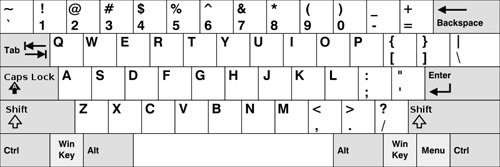 ~ ! @ # $ % ^ & * ( ) _ + Backspace
` 1 2 3 4 5 6 7 8 9 0 - =
Tab Q W E R T Y U I O P { } |
[ ] \
Caps Lock A S D F G H J K L : " Enter
; '
Shift Z X C V B N M < > ? Shift
, . /
Ctrl Win Key Alt Alt Win Key Menu Ctrl